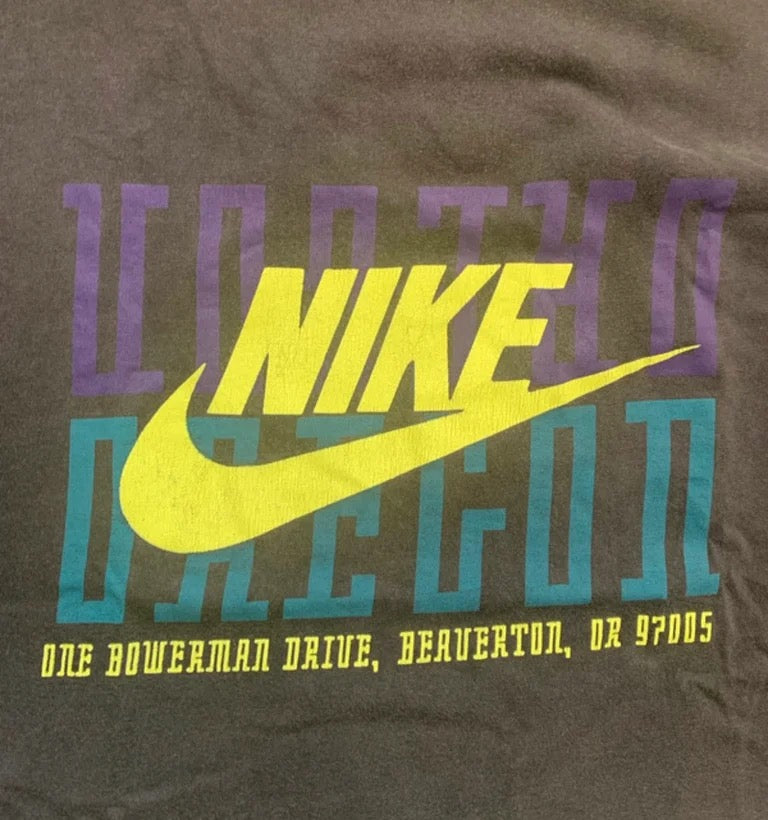 NIKE
OREGON
ONE BOWERMAN DRIVE, BEAVERTON, OR 97005